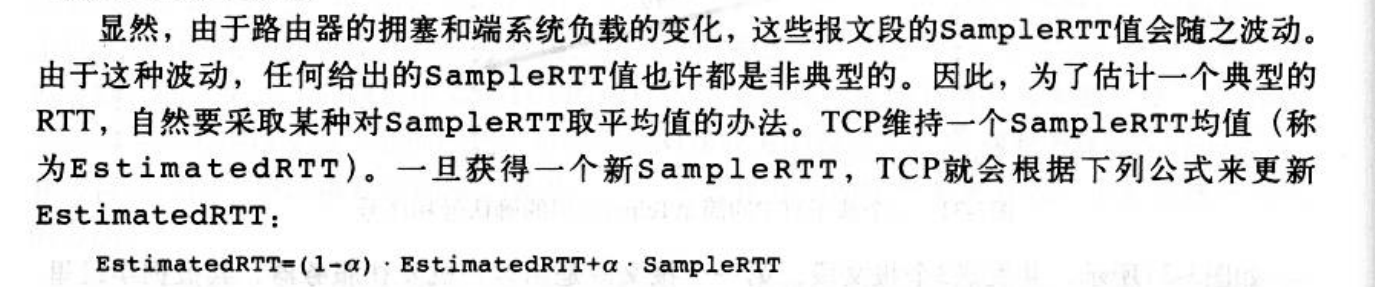 显然，由于路由器的拥塞和端系统负载的变化，这些报文段的SampleRTT值会随之波动。
由于这种波动，任何给出的SampleRTT值也许都是非典型的。因此，为了估计一个典型的
RTT，自然要采取某种对SampleRTT取平均值的办法。TCP维持一个SampleRTT均值（称
为EstimatedRTT）。一旦获得一个新SampleRTT，TCP就会根据下列公式来更新
EstimatedRTT：
EstimatedRTT=(1-α)·EstimatedRTT+α·SampleRTT